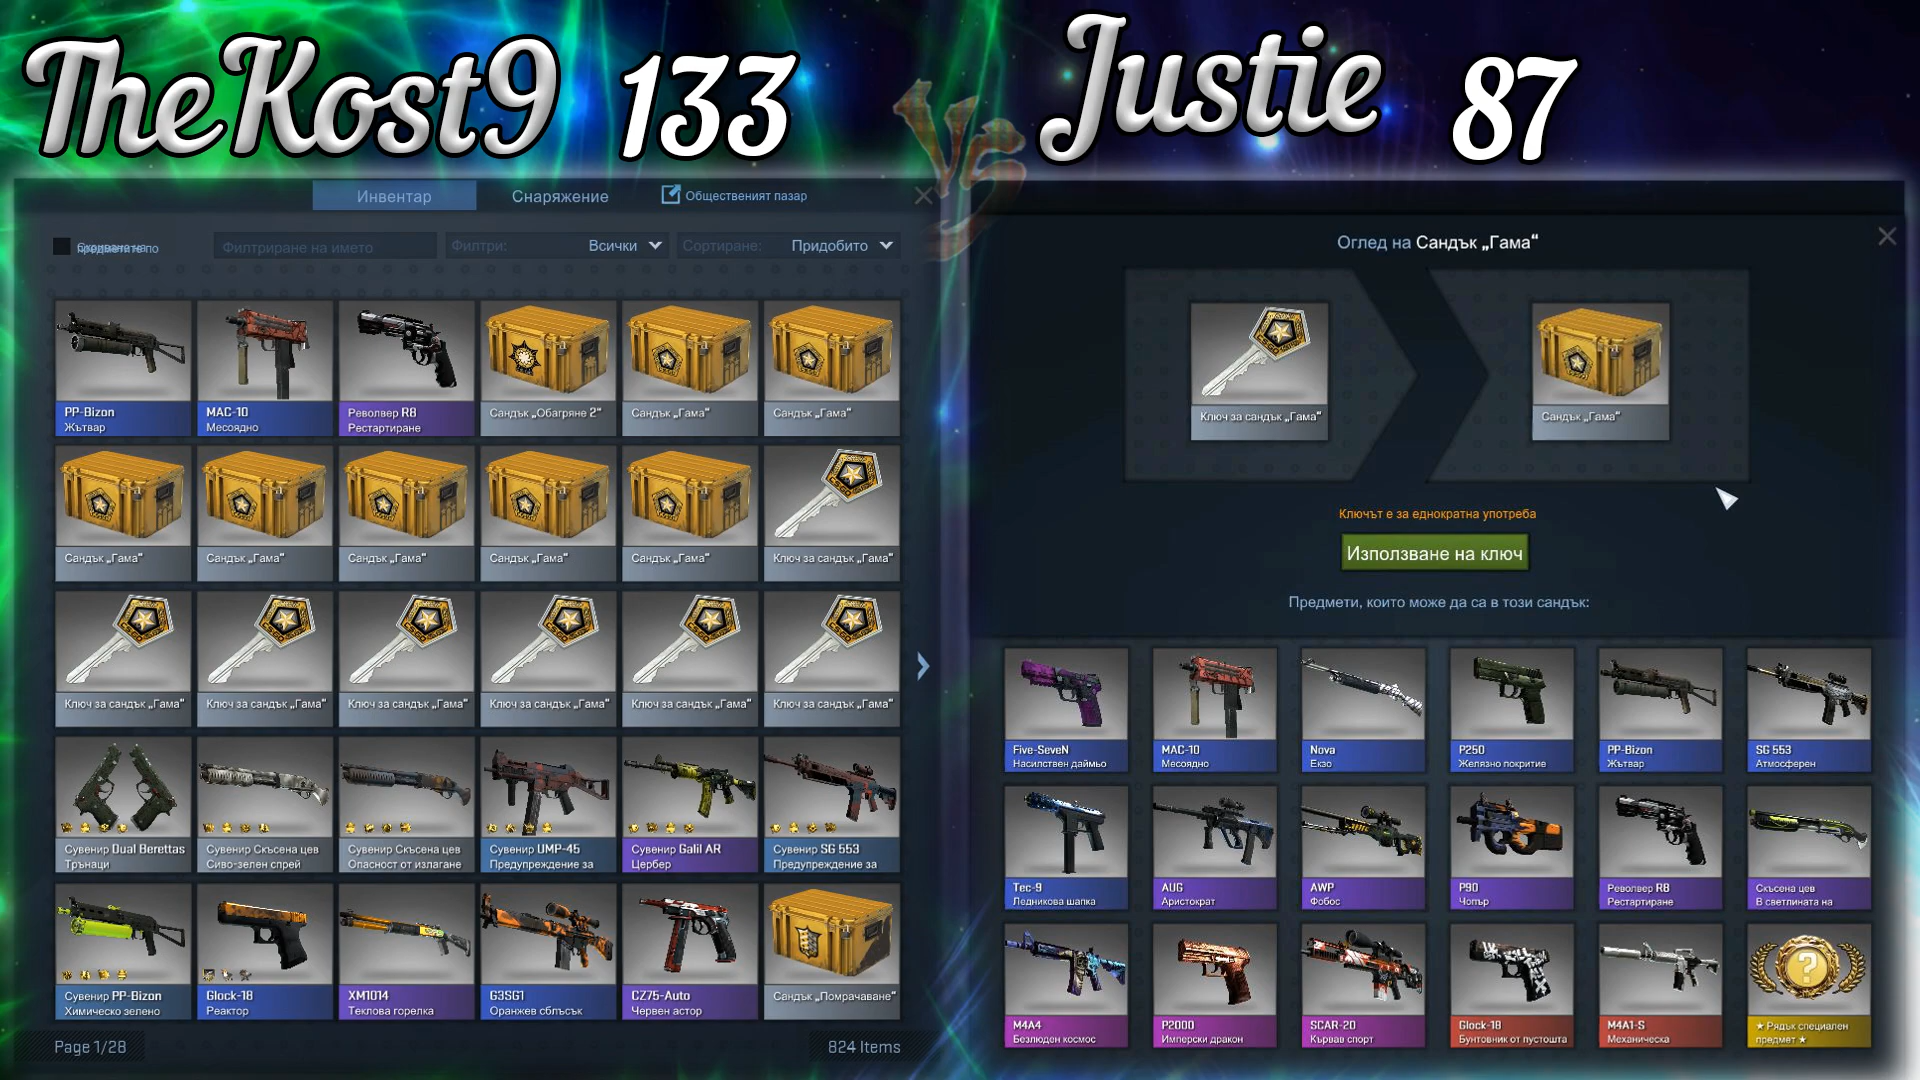 TheKost9 133
VS
Justie 87
Инвентар
Снаряжение
Общественият пазар
предметите по
Филтриране на името
Филтри:
Всички
Сортиране:
Придобито
PP-Bizon
Жътвар
MAC-10
Месоядно
Револвер R8
Рестартиране
Сандък „Обагряне 2“
Сандък „Гама“
Сандък „Гама“
Сандък „Гама“
Сандък „Гама“
Сандък „Гама“
Сандък „Гама“
Сандък „Гама“
Ключ за сандък „Гама“
Ключ за сандък „Гама“
Ключ за сандък „Гама“
Ключ за сандък „Гама“
Ключ за сандък „Гама“
Ключ за сандък „Гама“
Ключ за сандък „Гама“
Сувенир Dual Berettas
Трънаци
Сувенир Скъсена цев
Сиво-зелен спрей
Сувенир Скъсена цев
Опасност от излагане
Сувенир UMP-45
Предупреждение за
Сувенир Galil AR
Цербер
Сувенир SG 553
Предупреждение за
Сувенир PP-Bizon
Химическо зелено
Glock-18
Реактор
XM1014
Теклова горелка
G3SG1
Оранжев сблъсък
CZ75-Auto
Червен астор
Сандък „Помрачаване“
Page 1/28
824 Items
Оглед на Сандък „Гама“
Ключ за сандък „Гама“
Сандък „Гама“
Ключът е за еднократна употреба
Използване на ключ
Предмети, които може да са в този сандък:
Five-SeveN
Насилствен даймьо
MAC-10
Месоядно
Nova
Екзо
P250
Желязно покритие
PP-Bizon
Жътвар
SG 553
Атмосферен
Tec-9
Ледникова шапка
AUG
Аристократ
AWP
Фобос
P90
Чопър
Револвер R8
Рестартиране
Скъсена цев
В светлината на
M4A4
Безлюден космос
P2000
Имперски дракон
SCAR-20
Кървав спорт
Glock-18
Бунтовник от пустошта
M4A1-S
Механическа
★ Рядък специален
предмет ★